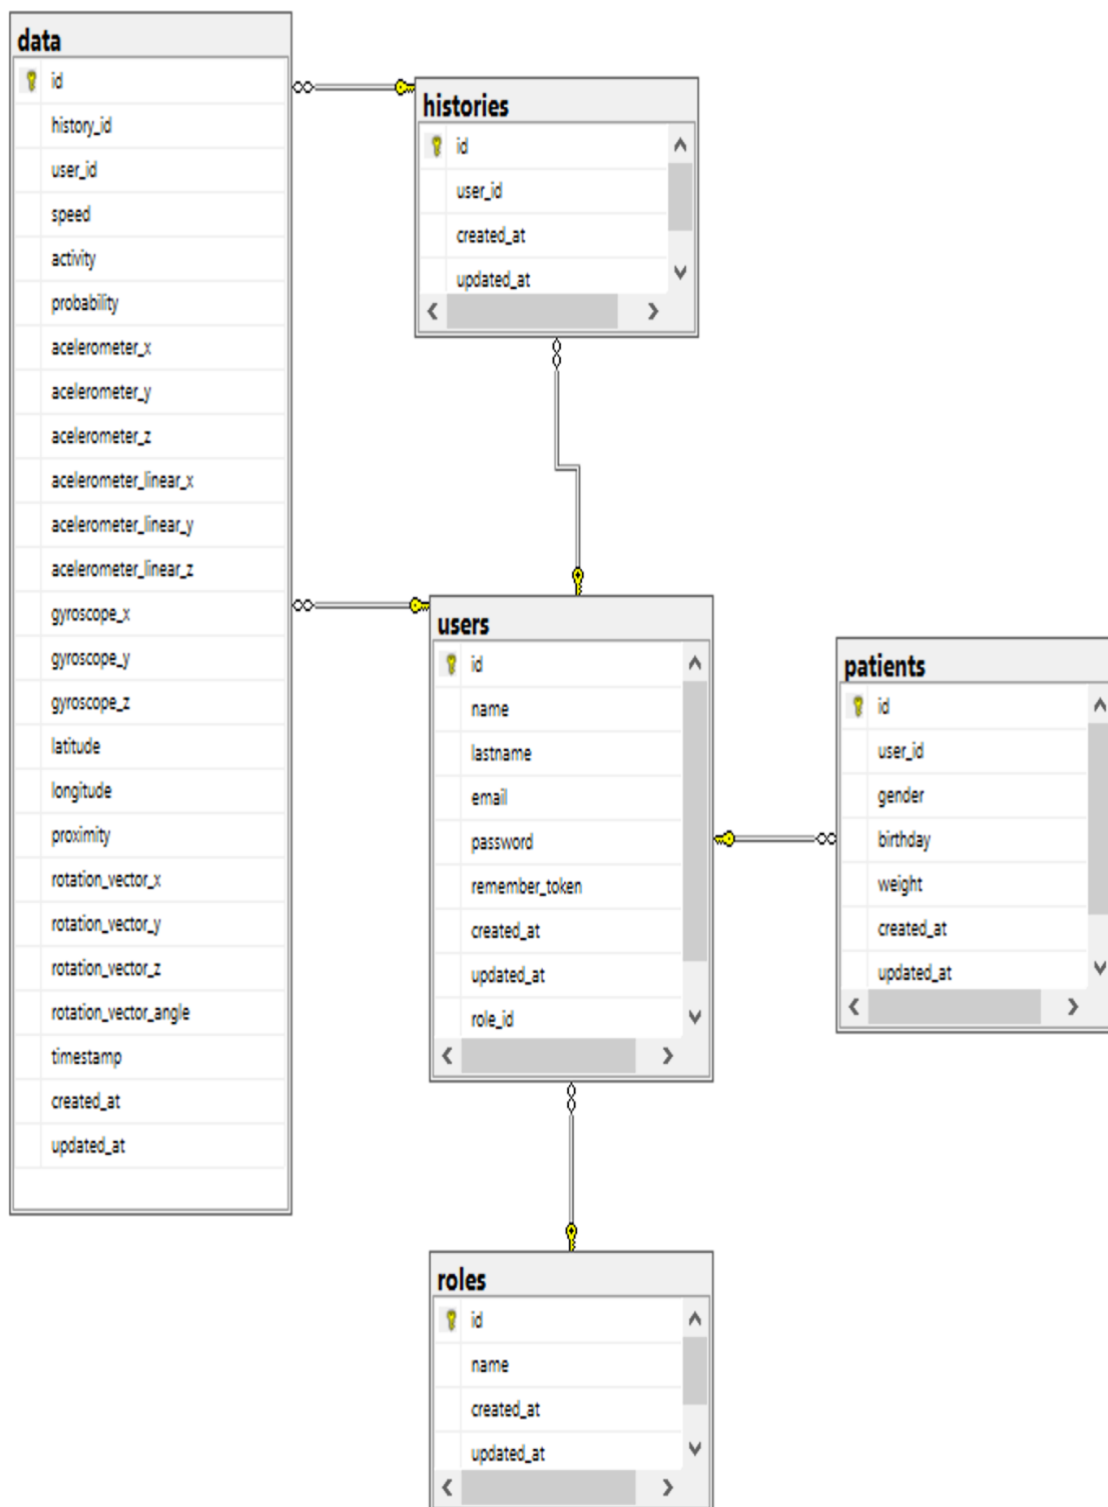 data
id
history_id
user_id
speed
activity
probability
acelerometer_x
acelerometer_y
acelerometer_z
acelerometer_linear_x
acelerometer_linear_y
acelerometer_linear_z
gyroscope_x
gyroscope_y
gyroscope_z
latitude
longitude
proximity
rotation_vector_x
rotation_vector_y
rotation_vector_z
rotation_vector_angle
timestamp
created_at
updated_at
histories
id
user_id
created_at
updated_at
users
id
name
lastname
email
password
remember_token
created_at
updated_at
role_id
patients
id
user_id
gender
birthday
weight
created_at
updated_at
roles
id
name
created_at
updated_at